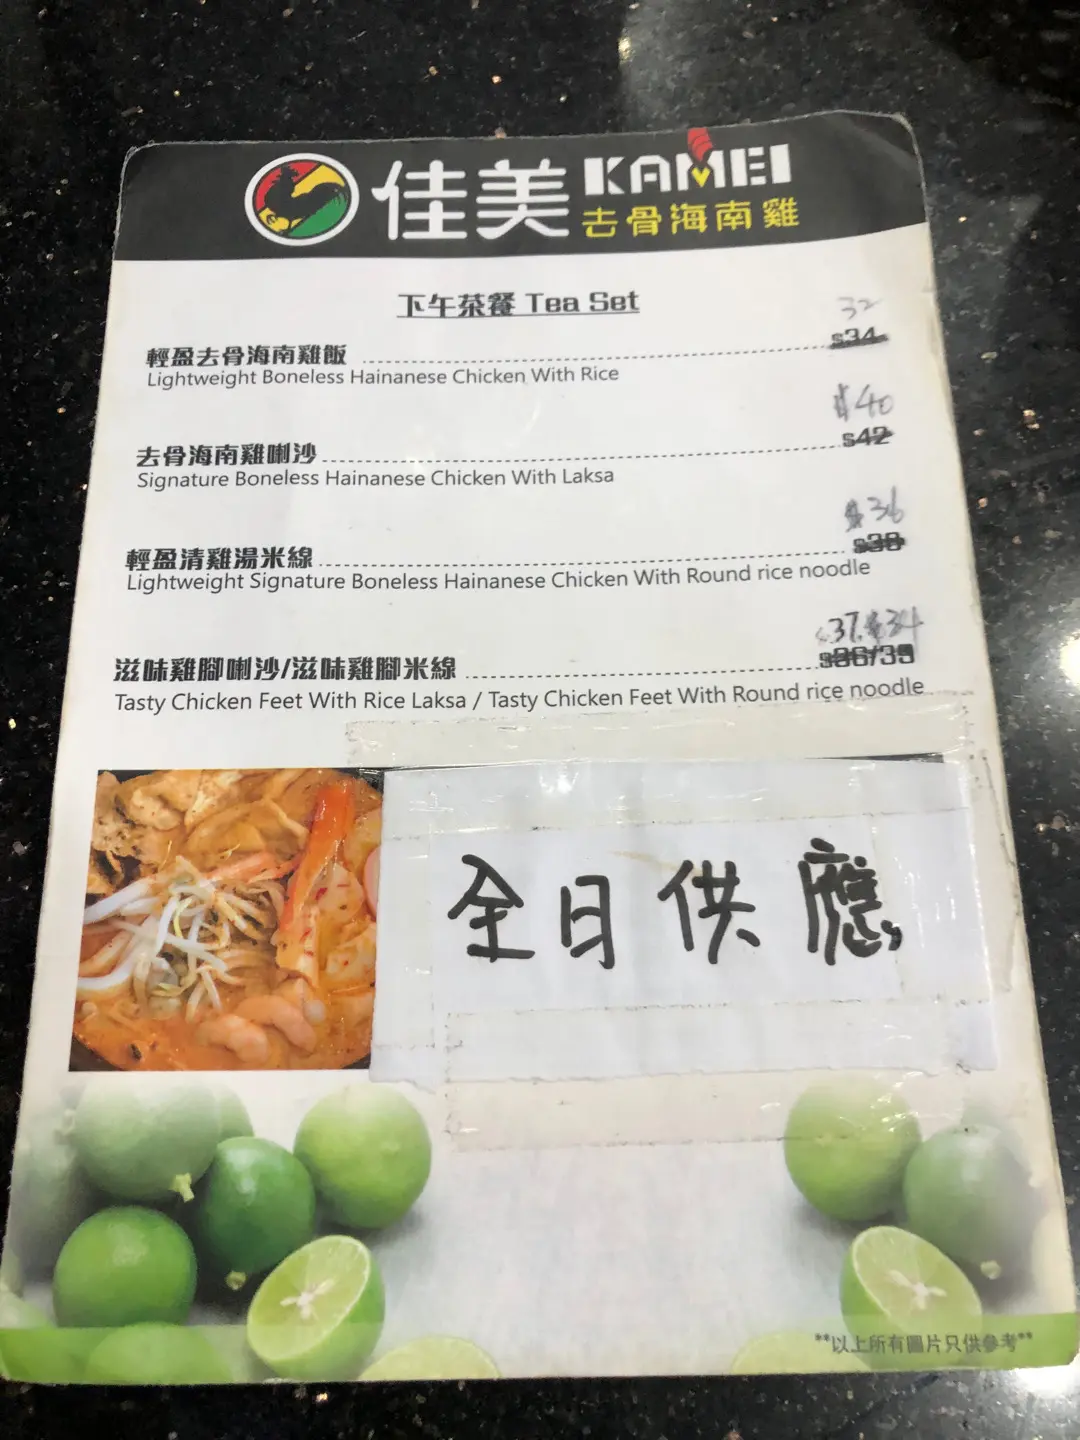 佳美 KAMEI
去骨海南雞
下午茶餐 Tea Set
32
輕盈去骨海南雞飯 $34
Lightweight Boneless Hainanese Chicken With Rice
$40
去骨海南雞喇沙 $42
Signature Boneless Hainanese Chicken With Laksa
$36
輕盈清雞湯米線 $38
Lightweight Signature Boneless Hainanese Chicken With Round rice noodle
37 $34
滋味雞腳喇沙/滋味雞腳米線 $36/39
Tasty Chicken Feet With Rice Laksa / Tasty Chicken Feet With Round rice noodle
全日供應
**以上所有圖片只供參考**